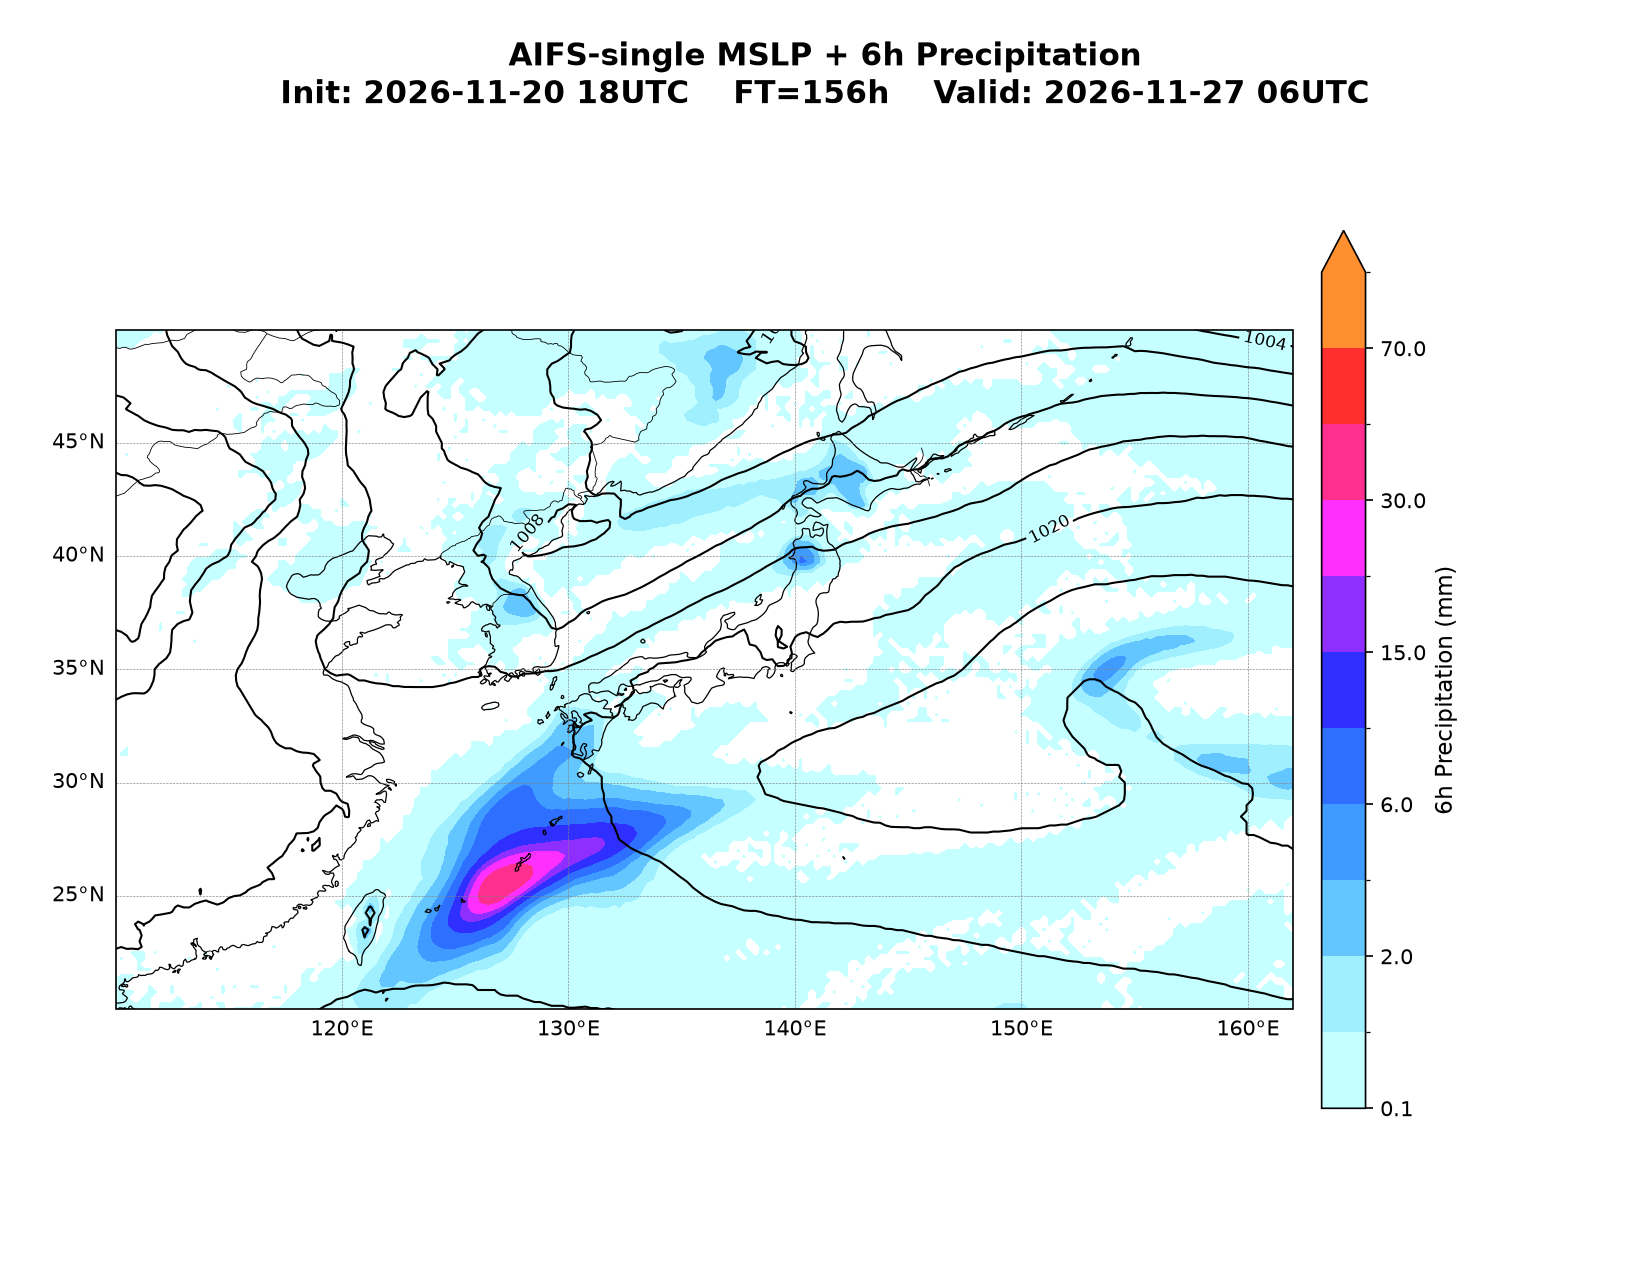 AIFS-single MSLP + 6h Precipitation
Init: 2026-11-20 18UTC    FT=156h    Valid: 2026-11-27 06UTC
1004
1008
1020
45°N
40°N
35°N
30°N
25°N
120°E
130°E
140°E
150°E
160°E
70.0
30.0
15.0
6.0
2.0
0.1
6h Precipitation (mm)